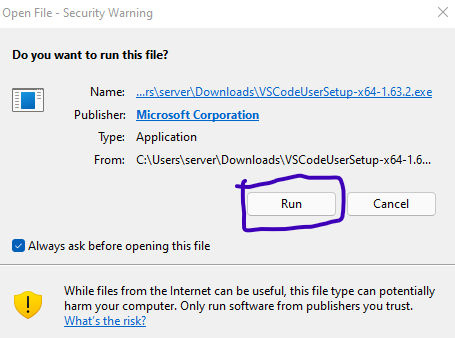 Open File - Security Warning
Do you want to run this file?
Name: ...rs\server\Downloads\VSCodeUserSetup-x64-1.63.2.exe
Publisher: Microsoft Corporation
Type: Application
From: C:\Users\server\Downloads\VSCodeUserSetup-x64-1.6...
Run Cancel
Always ask before opening this file
While files from the Internet can be useful, this file type can potentially
harm your computer. Only run software from publishers you trust.
What's the risk?